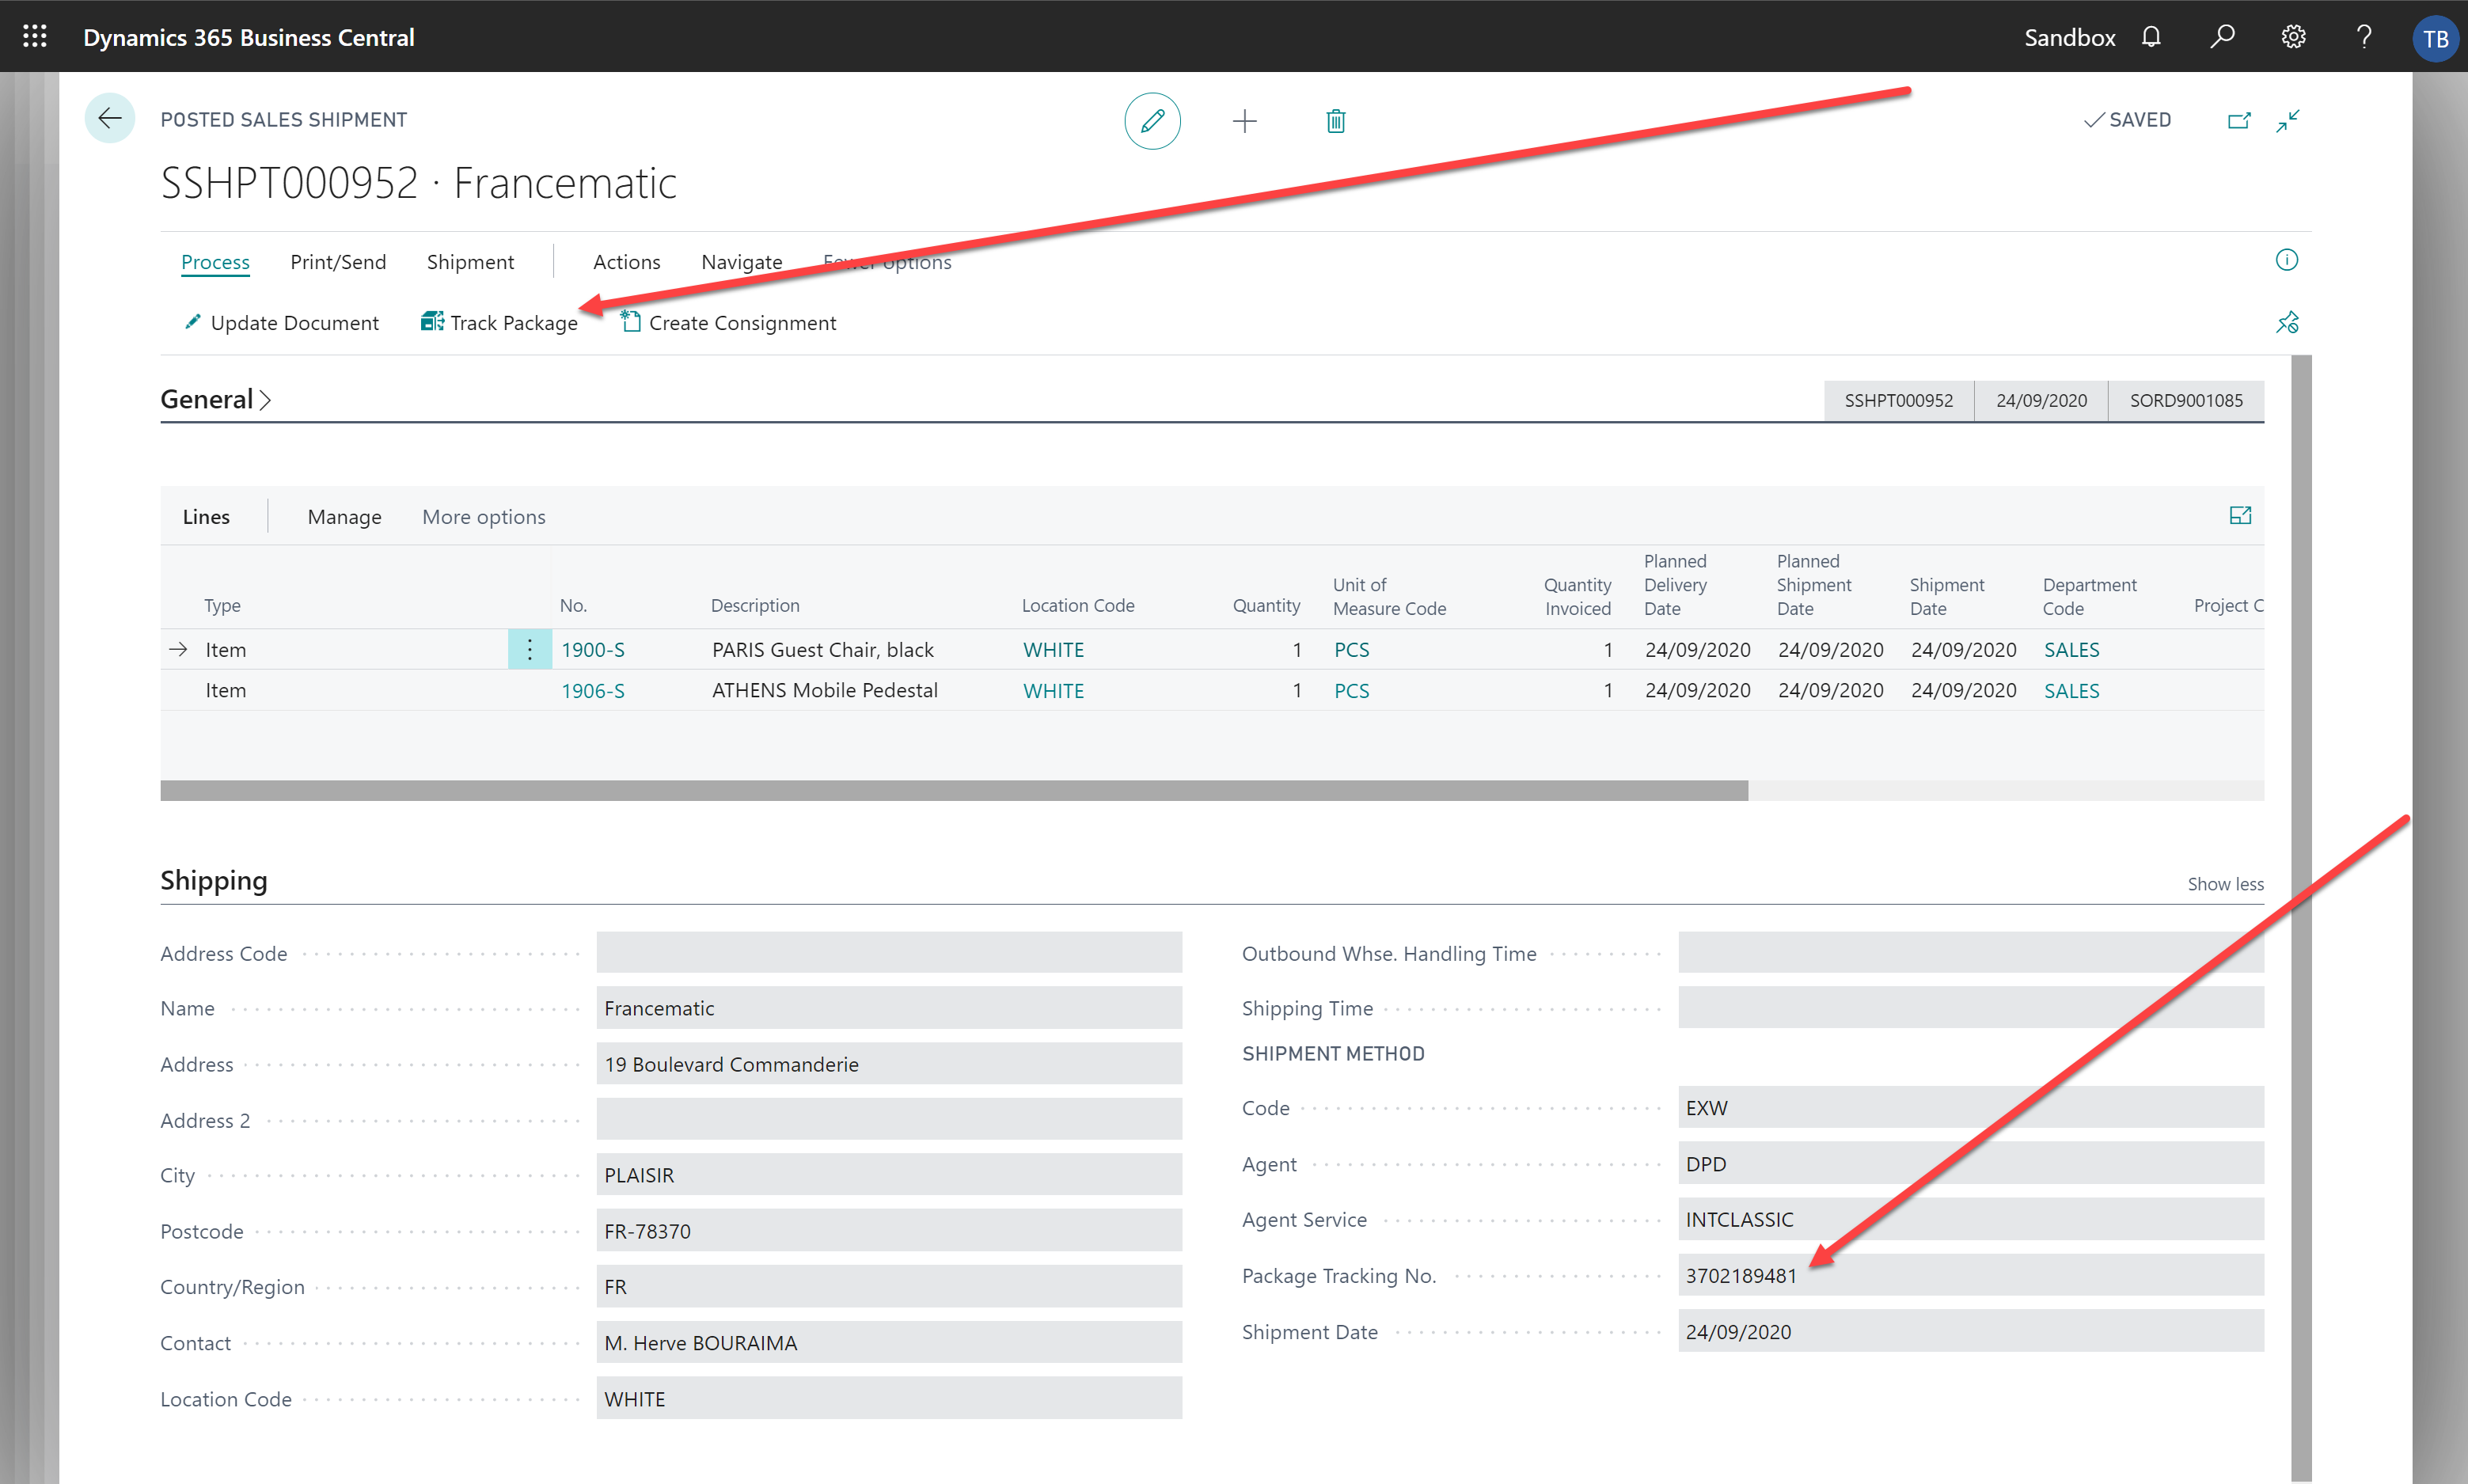 Dynamics 365 Business Central
Sandbox
?
TB
POSTED SALES SHIPMENT
SAVED
SSHPT000952 · Francematic
Process Print/Send Shipment Actions Navigate Fewer options
Update Document Track Package Create Consignment
General
SSHPT000952 24/09/2020 SORD9001085
Lines Manage More options
Type No. Description Location Code Quantity Unit of Measure Code Quantity Invoiced Planned Delivery Date Planned Shipment Date Shipment Date Department Code Project C
Item 1900-S PARIS Guest Chair, black WHITE 1 PCS 1 24/09/2020 24/09/2020 24/09/2020 SALES
Item 1906-S ATHENS Mobile Pedestal WHITE 1 PCS 1 24/09/2020 24/09/2020 24/09/2020 SALES
Shipping
Show less
Address Code
Name Francematic
Address 19 Boulevard Commanderie
Address 2
City PLAISIR
Postcode FR-78370
Country/Region FR
Contact M. Herve BOURAIMA
Location Code WHITE
Outbound Whse. Handling Time
Shipping Time
SHIPMENT METHOD
Code EXW
Agent DPD
Agent Service INTCLASSIC
Package Tracking No. 3702189481
Shipment Date 24/09/2020